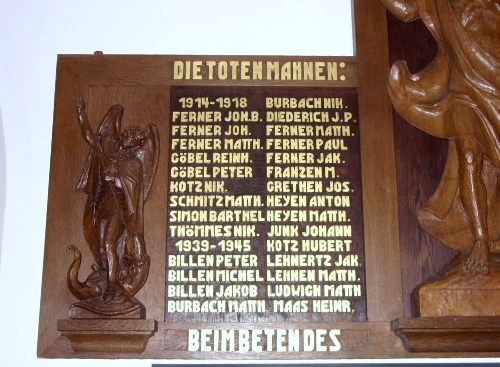 DIE TOTEN MAHNEN:
1914-1918
FERNER JOH.B.
FERNER JOH.
FERNER MATTH.
GÖBEL REINH.
GÖBEL PETER
KOTZ NIK.
SCHMITZ MATTH.
SIMON BARTHEL
THÖMMES NIK.
1939-1945
BILLEN PETER
BILLEN MICHEL
BILLEN JAKOB
BURBACH MATTH.
BURBACH NIK.
DIEDERICH J.P.
FERNER MATTH.
FERNER PAUL
FERNER JAK.
FRANZEN M.
GRETHEN JOS.
HEYEN ANTON
HEYEN MATTH.
JUNK JOHANN
KOTZ HUBERT
LEHNERTZ JAK.
LEHNEN MATTH.
LUDWIGH MATTH
MAAS HEINR.
BEIM BETEN DES